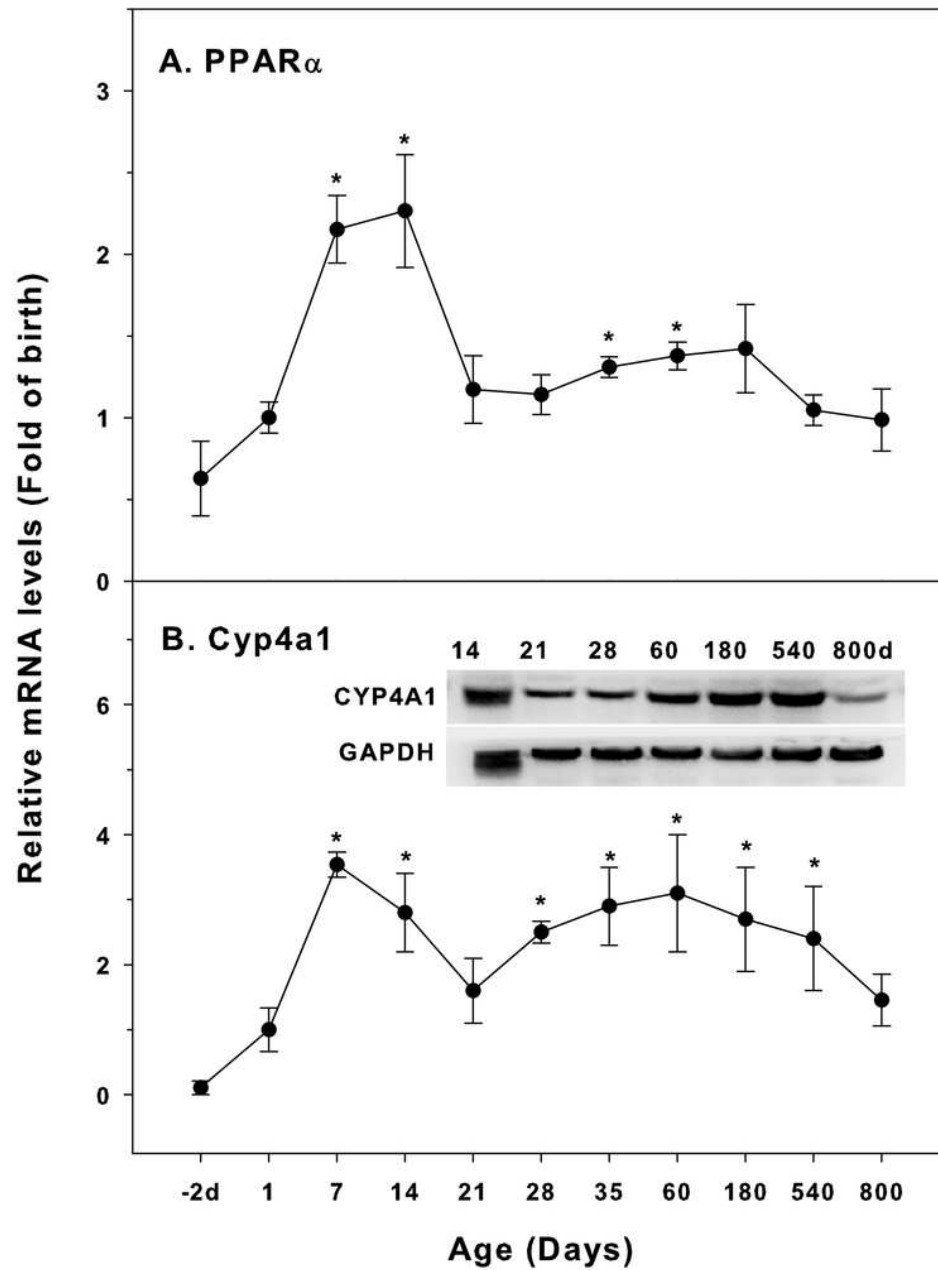 A. PPARα
3
*
*
2
*
*
1
0
Relative mRNA levels (Fold of birth)
B. Cyp4a1
14 21 28 60 180 540 800d
CYP4A1
GAPDH
6
4
*
*
*
*
*
*
*
2
0
-2d 1 7 14 21 28 35 60 180 540 800
Age (Days)